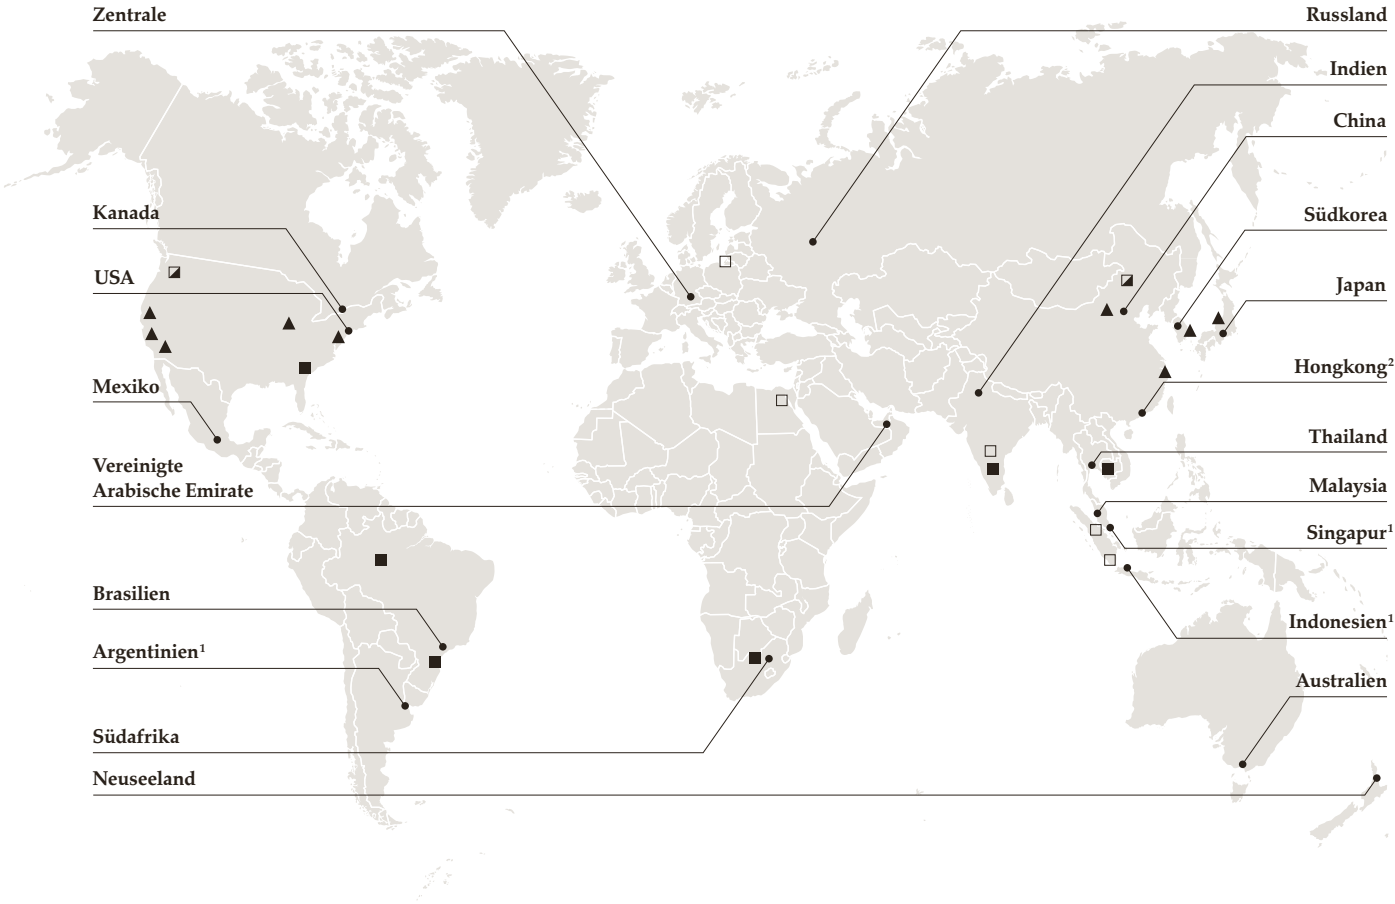 Zentrale
Kanada
USA
Mexiko
Vereinigte
Arabische Emirate
Brasilien
Argentinien¹
Südafrika
Neuseeland
Russland
Indien
China
Südkorea
Japan
Hongkong²
Thailand
Malaysia
Singapur¹
Indonesien¹
Australien